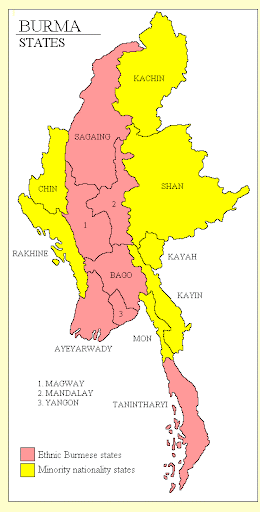 BURMA
STATES
KACHIN
SAGAING
CHIN
SHAN
1
2
RAKHINE
KAYAH
BAGO
KAYIN
3
MON
AYEYARWADY
1. MAGWAY
2. MANDALAY
3. YANGON
TANINTHARYI
Ethnic Burmese states
Minority nationality states